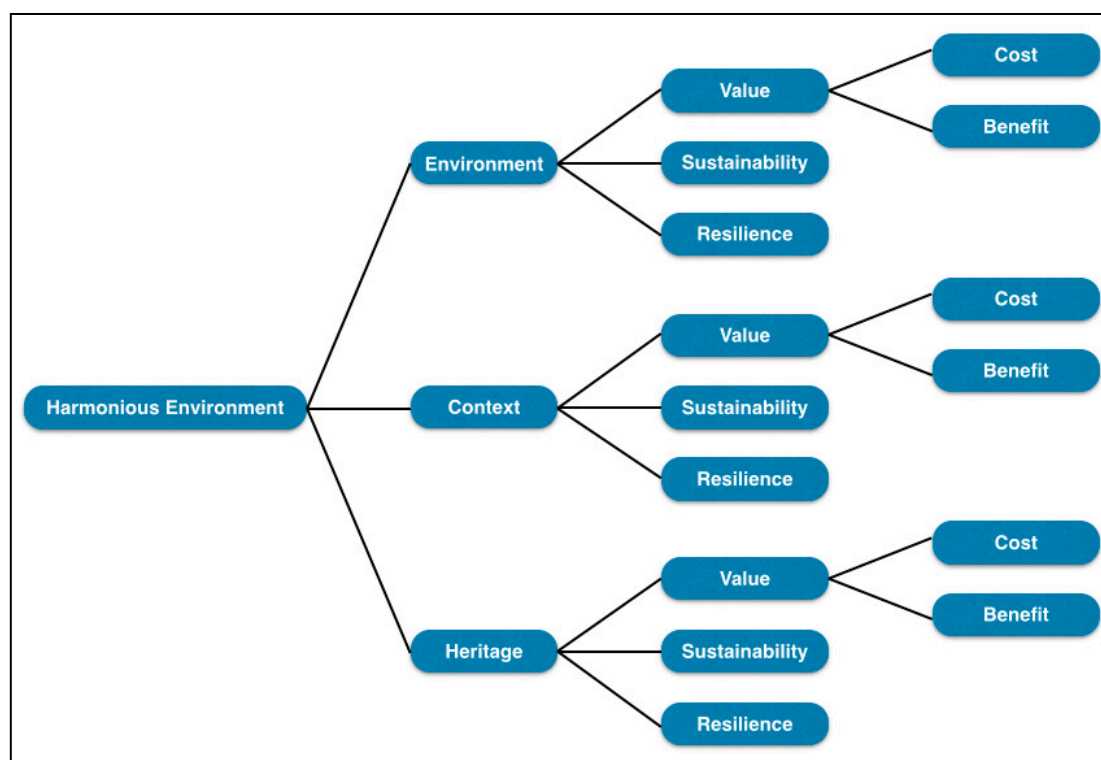 Harmonious Environment
Environment
Value
Cost
Benefit
Sustainability
Resilience
Context
Value
Cost
Benefit
Sustainability
Resilience
Heritage
Value
Cost
Benefit
Sustainability
Resilience